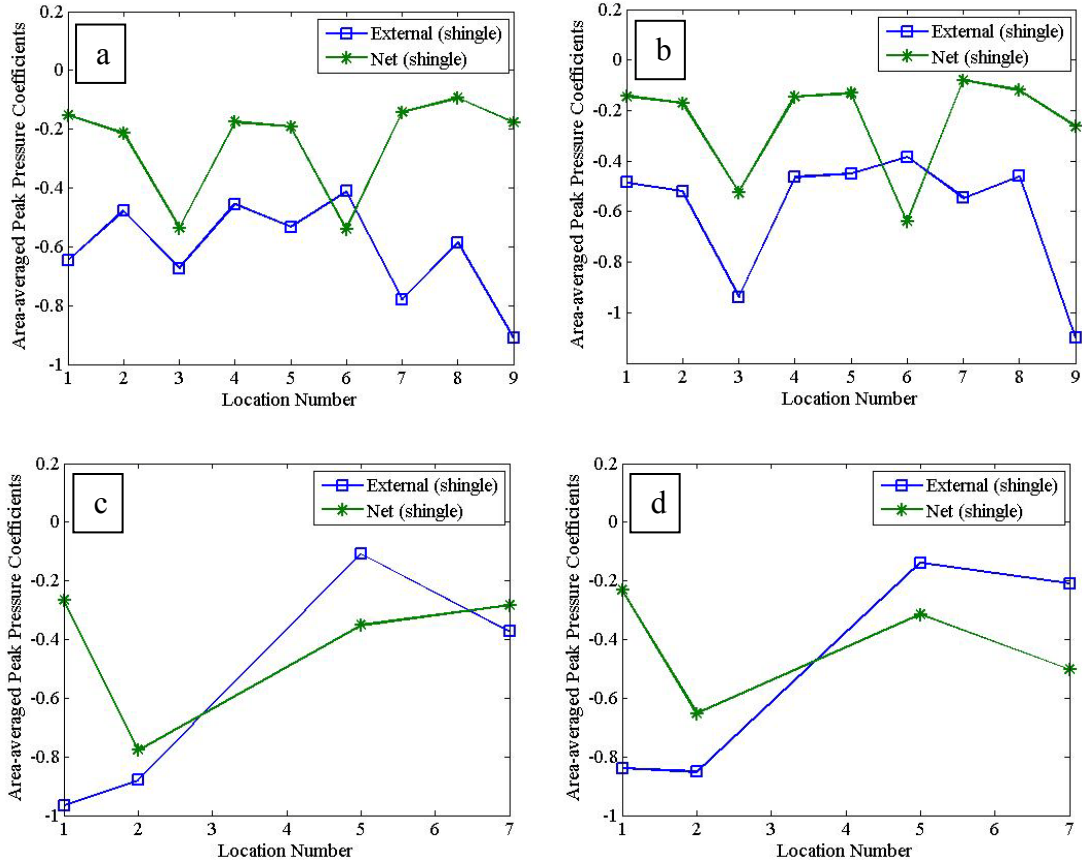 a
External (shingle)
Net (shingle)
Area-averaged Peak Pressure Coefficients
0.2
0
-0.2
-0.4
-0.6
-0.8
-1
1 2 3 4 5 6 7 8 9
Location Number
b
External (shingle)
Net (shingle)
Area-averaged Peak Pressure Coefficients
0.2
0
-0.2
-0.4
-0.6
-0.8
-1
1 2 3 4 5 6 7 8 9
Location Number
c
External (shingle)
Net (shingle)
Area-averaged Peak Pressure Coefficients
0.2
0
-0.2
-0.4
-0.6
-0.8
-1
1 2 3 4 5 5 7
Location Number
d
External (shingle)
Net (shingle)
Area-averaged Peak Pressure Coefficients
0.2
0
-0.2
-0.4
-0.6
-0.8
-1
1 2 3 4 5 5 7
Location Number